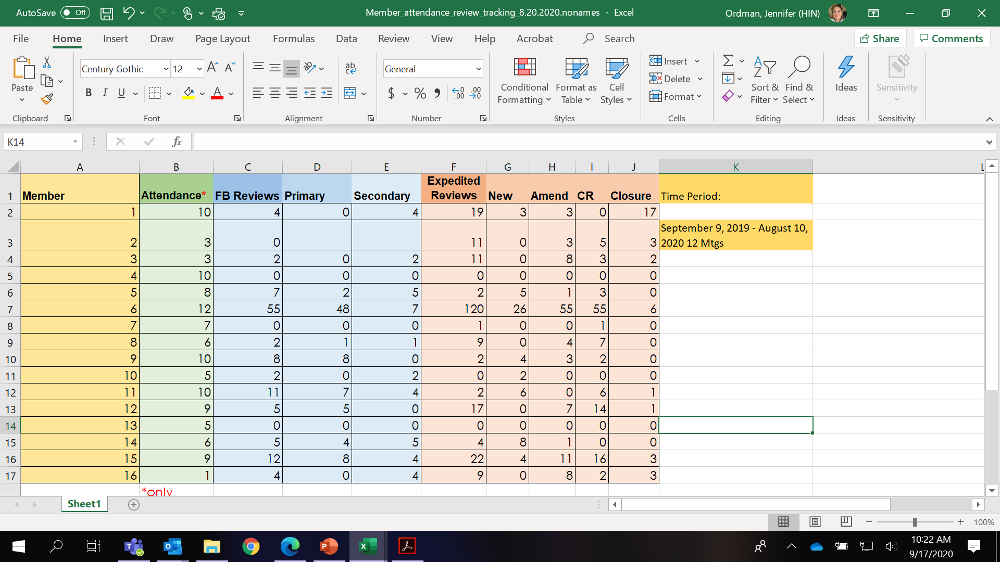 AutoSave Off Member_attendance_review_tracking_8.20.2020.nonames - Excel Ordman, Jennifer (HIN)
File Home Insert Draw Page Layout Formulas Data Review View Help Acrobat Search Share Comments
Century Gothic 12 General
Paste B I U $ % Conditional Formatting Format as Table Cell Styles Insert Delete Format Sort & Filter Find & Select Ideas Sensitivity
Clipboard Font Alignment Number Styles Cells Editing Ideas Sensitivity
K14 fx
A B C D E F G H I J K L
1 Member Attendance* FB Reviews Primary Secondary Expedited Reviews New Amend CR Closure Time Period:
2 1 10 4 0 4 19 3 3 0 17
3 2 3 0 11 0 3 5 3 September 9, 2019 - August 10, 2020 12 Mtgs
4 3 3 2 0 2 11 0 8 3 2
5 4 10 0 0 0 0 0 0 0 0
6 5 8 7 2 5 2 5 1 3 0
7 6 12 55 48 7 120 26 55 55 6
8 7 7 0 0 0 1 0 0 1 0
9 8 6 2 1 1 9 0 4 7 0
10 9 10 8 8 0 2 4 3 2 0
11 10 5 2 0 2 0 2 0 0 0
12 11 10 11 7 4 2 6 0 6 1
13 12 9 5 5 0 17 0 7 14 1
14 13 5 0 0 0 0 0 0 0 0
15 14 6 5 4 5 4 8 1 0 0
16 15 9 12 8 4 22 4 11 16 3
17 16 1 4 0 4 9 0 8 2 3
*only
Sheet1
100%
10:22 AM
9/17/2020